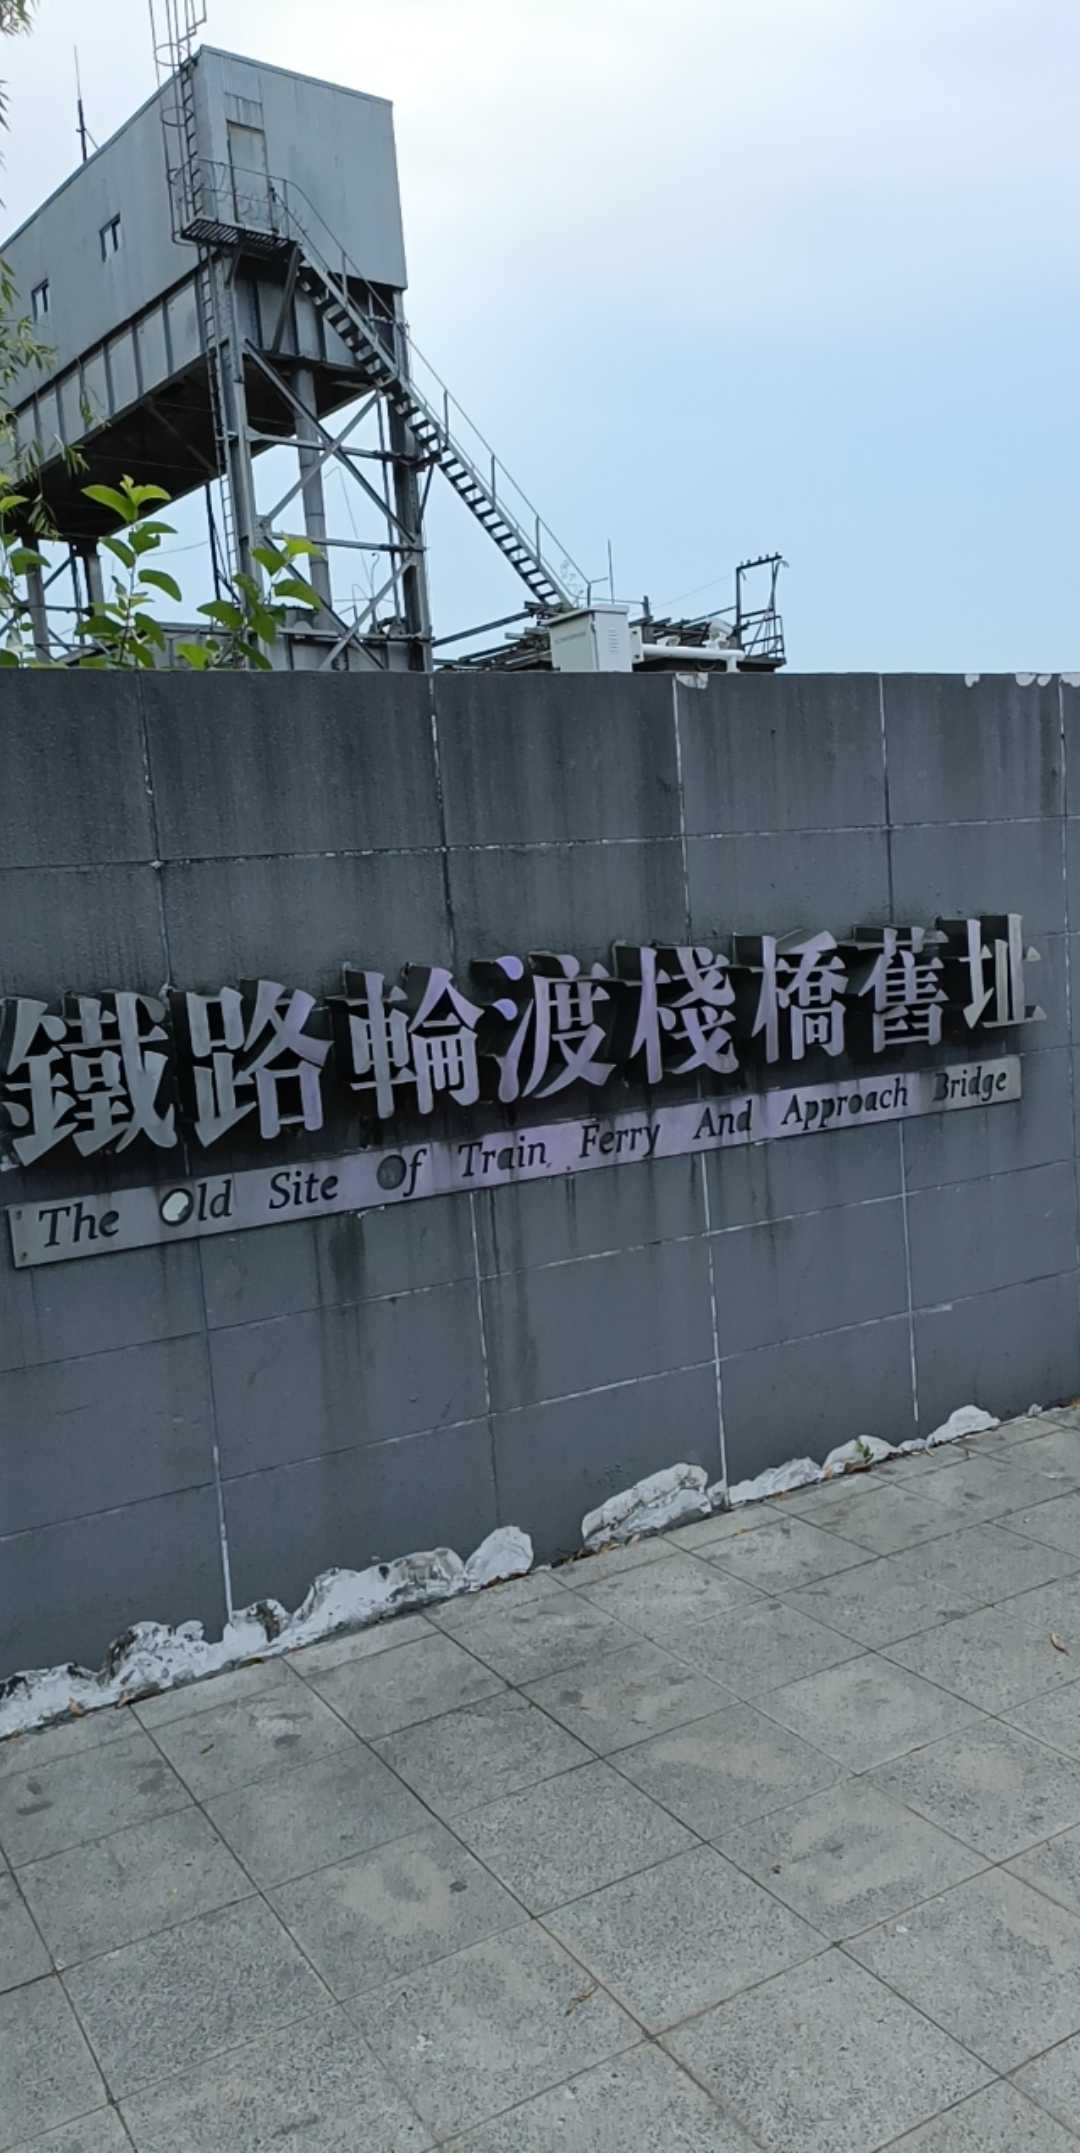 鐵路輪渡棧橋舊址
The Old Site Of Train Ferry And Approach Bridge